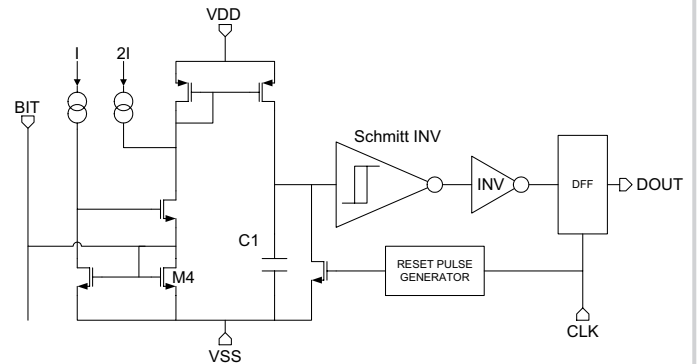 VDD
I
2I
BIT
Schmitt INV
INV
DFF
DOUT
C1
M4
RESET PULSE
GENERATOR
CLK
VSS